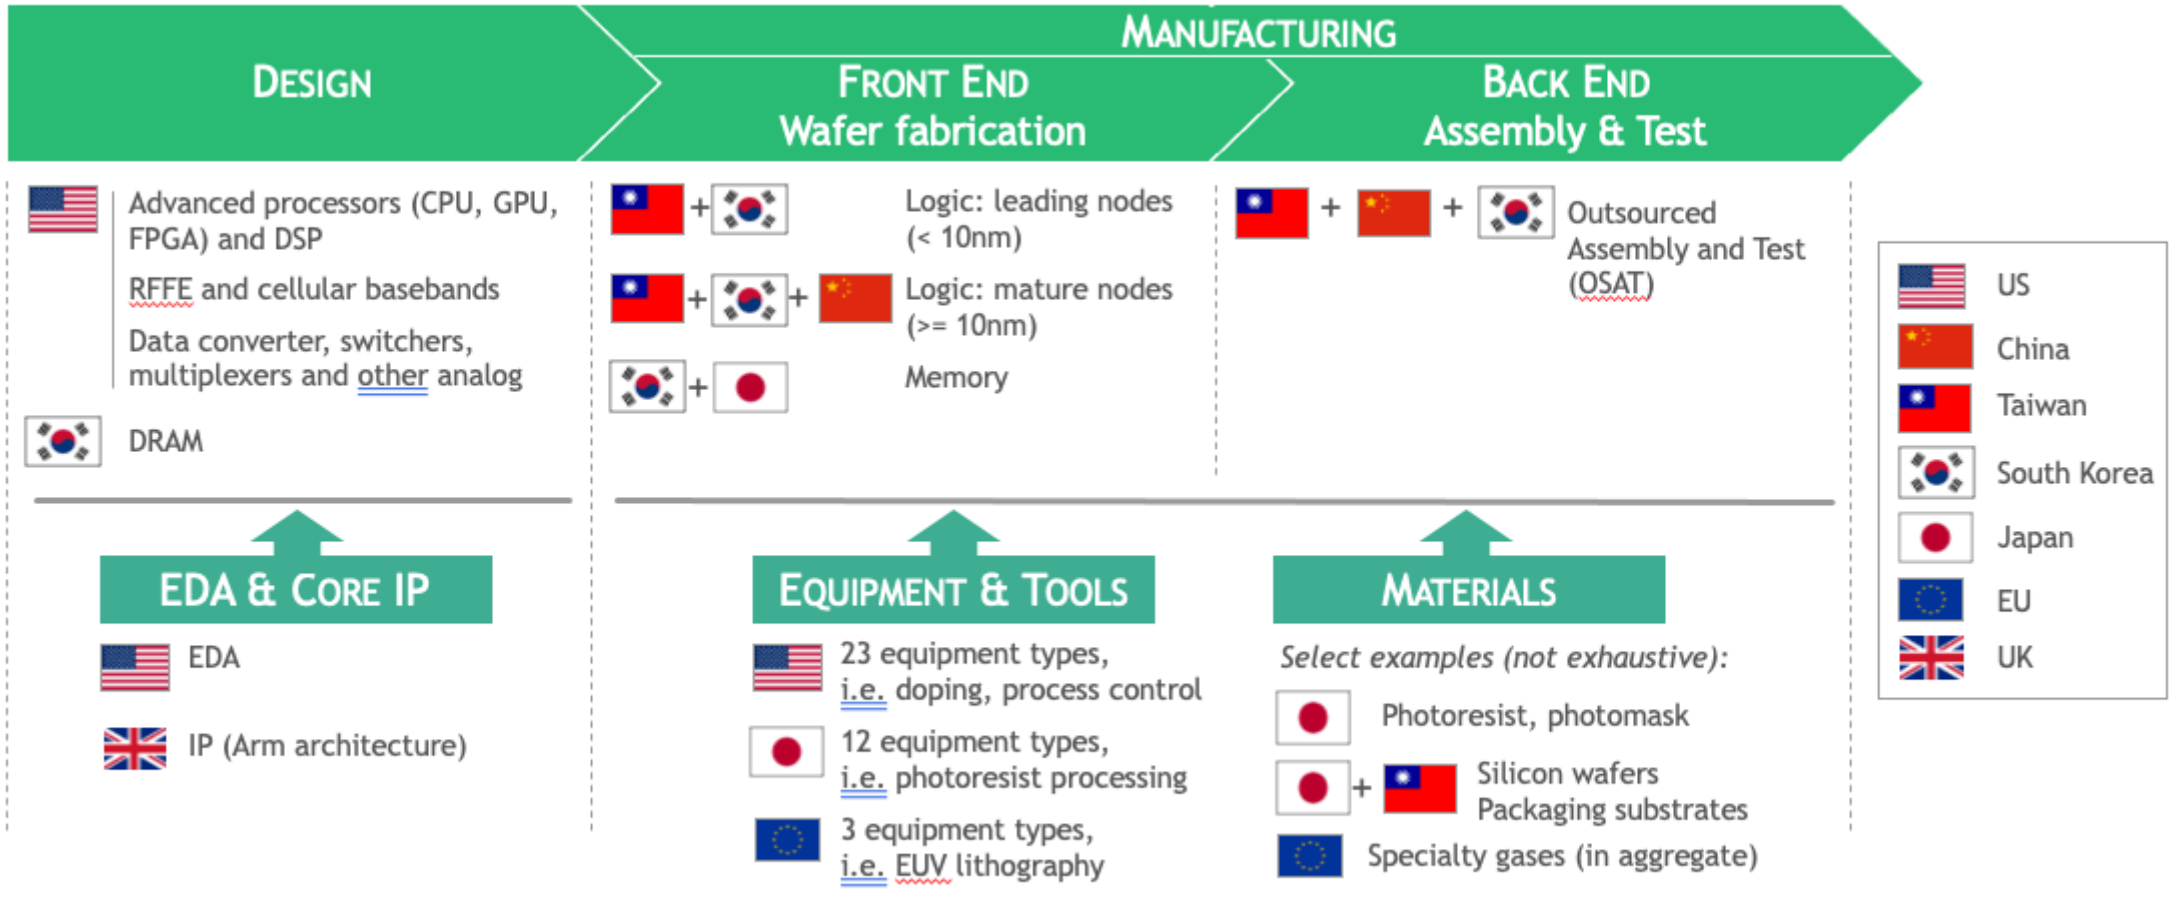 DESIGN
MANUFACTURING
FRONT END
Wafer fabrication
BACK END
Assembly & Test
Advanced processors (CPU, GPU,
FPGA) and DSP
RFFE and cellular basebands
Data converter, switchers,
multiplexers and other analog
DRAM
+
Logic: leading nodes
(< 10nm)
+ +
Logic: mature nodes
(>= 10nm)
+
Memory
+ +
Outsourced
Assembly and Test
(OSAT)
EDA & CORE IP
EDA
IP (Arm architecture)
EQUIPMENT & TOOLS
23 equipment types,
i.e. doping, process control
12 equipment types,
i.e. photoresist processing
3 equipment types,
i.e. EUV lithography
MATERIALS
Select examples (not exhaustive):
Photoresist, photomask
+
Silicon wafers
Packaging substrates
Specialty gases (in aggregate)
US
China
Taiwan
South Korea
Japan
EU
UK